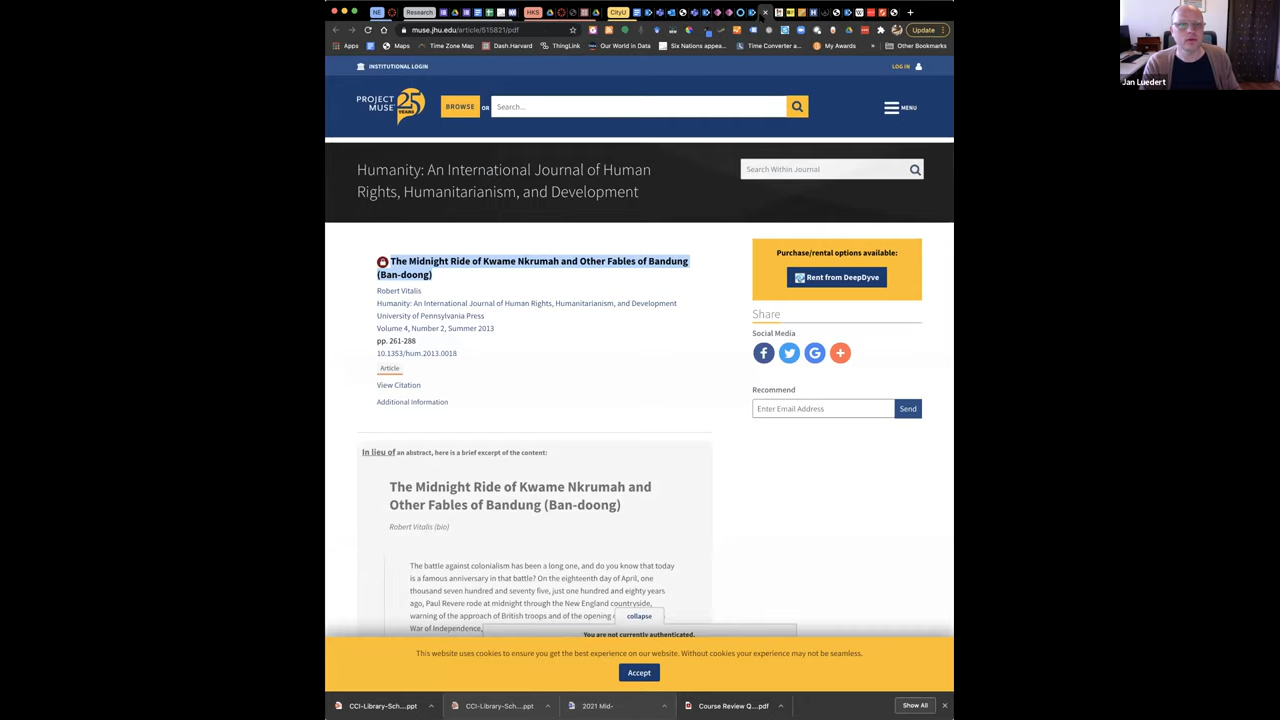 NE
Research
HKS
CityU
muse.jhu.edu/article/515821/pdf
Update
Apps
Maps
Time Zone Map
Dash.Harvard
ThingLink
Our World in Data
Six Nations appea...
Time Converter a...
My Awards
»
Other Bookmarks
Jan Luedert
INSTITUTIONAL LOGIN
LOG IN
PROJECT
MUSE
25
YEARS
BROWSE
OR
Search...
MENU
Humanity: An International Journal of Human
Rights, Humanitarianism, and Development
Search Within Journal
The Midnight Ride of Kwame Nkrumah and Other Fables of Bandung
(Ban-doong)
Robert Vitalis
Humanity: An International Journal of Human Rights, Humanitarianism, and Development
University of Pennsylvania Press
Volume 4, Number 2, Summer 2013
pp. 261-288
10.1353/hum.2013.0018
Article
View Citation
Additional Information
Purchase/rental options available:
Rent from DeepDyve
Share
Social Media
Recommend
Enter Email Address
Send
In lieu of an abstract, here is a brief excerpt of the content:
The Midnight Ride of Kwame Nkrumah and
Other Fables of Bandung (Ban-doong)
Robert Vitalis (bio)
The battle against colonialism has been a long one, and do you know that today
is a famous anniversary in that battle? On the eighteenth day of April, one
thousand seven hundred and seventy five, just one hundred and eighty years
ago, Paul Revere rode at midnight through the New England countryside,
warning of the approach of British troops and of the opening
War of Independence,
collapse
You are not currently authenticated.
This website uses cookies to ensure you get the best experience on our website. Without cookies your experience may not be seamless.
Accept
CCI-Library-Sch....ppt
CCI-Library-Sch....ppt
2021 Mid-
Course Review Q....pdf
Show All